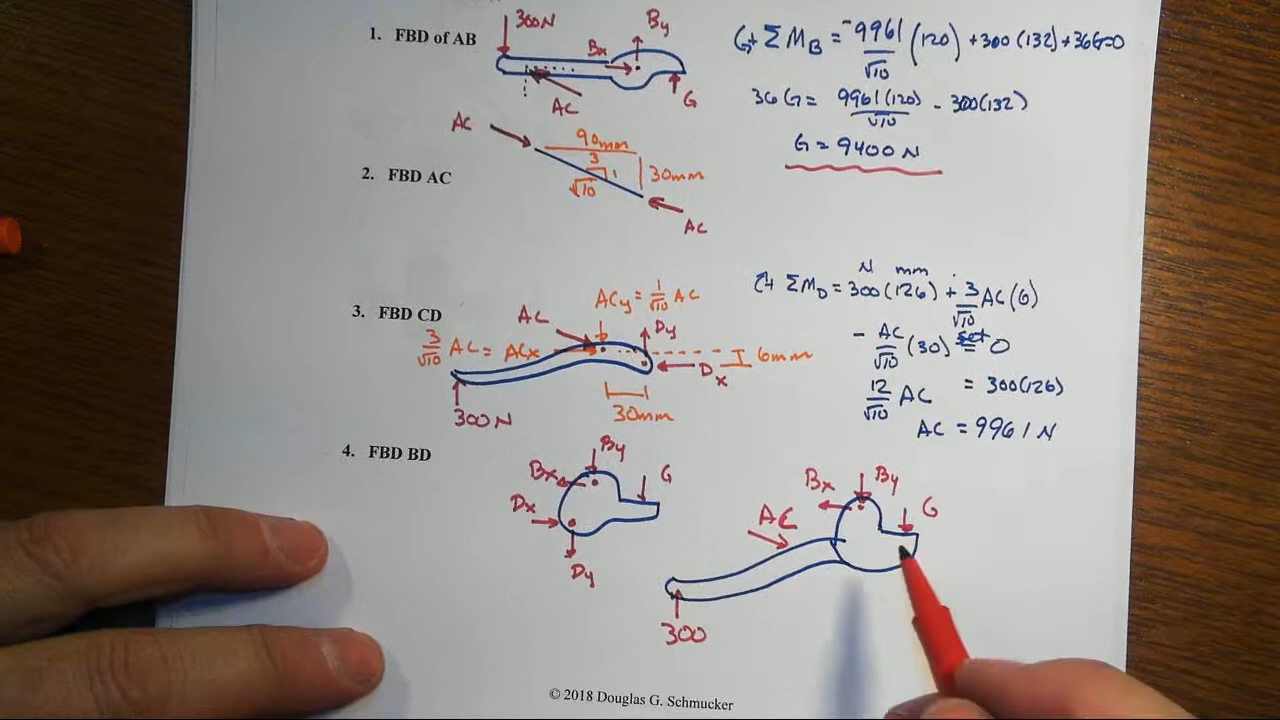 1. FBD of AB
300N
By
Bx
AC
G
↺+ ΣM_B = -9961/√10 (120) + 300(132) + 36G = 0
36G = 9961(120)/√10 - 300(132)
G = 9400 N
2. FBD AC
AC
90mm
3
1
√10
30mm
AC
3. FBD CD
AC
ACy = 1/√10 AC
Dy
3/√10 AC = ACx
Dx
6mm
30mm
300N
N mm
ΣM_D = 300(126) + 3/√10 AC(6)
- AC/√10 (30) set = 0
12/√10 AC = 300(126)
AC = 9961 N
4. FBD BD
By
Bx
G
Dx
Dy
Bx
By
G
AC
300
© 2018 Douglas G. Schmucker